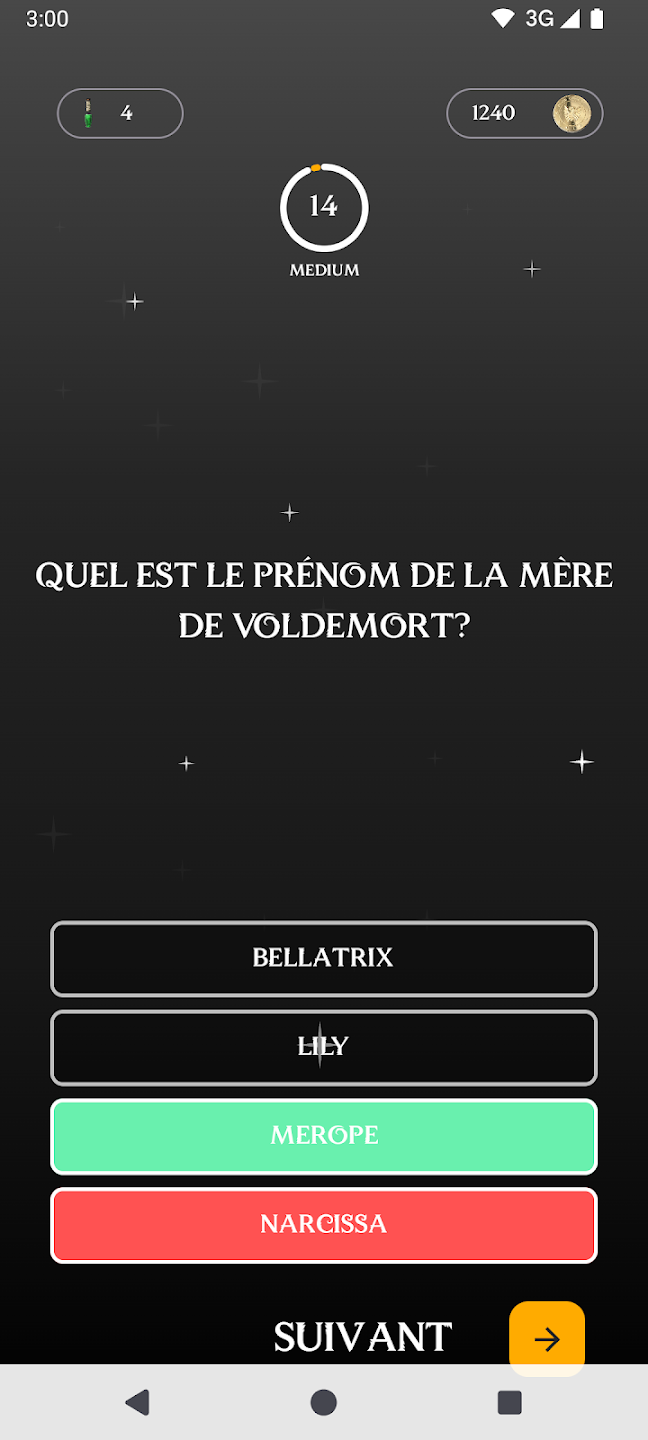 3:00
3G
4
1240
14
MEDIUM
QUEL EST LE PRÉNOM DE LA MÈRE
DE VOLDEMORT?
BELLATRIX
LILY
MEROPE
NARCISSA
SUIVANT